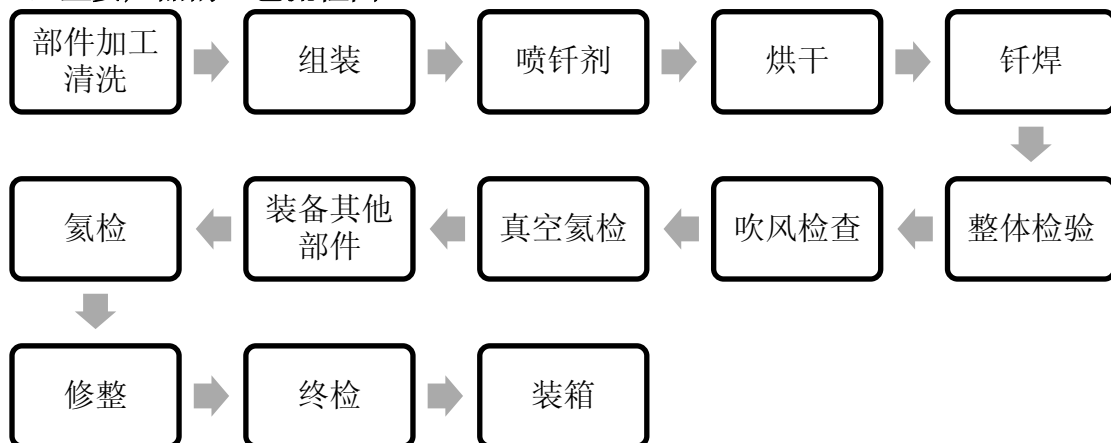 部件加工
清洗
组装
喷钎剂
烘干
钎焊
整体检验
吹风检查
真空氦检
装备其他
部件
氦检
修整
终检
装箱